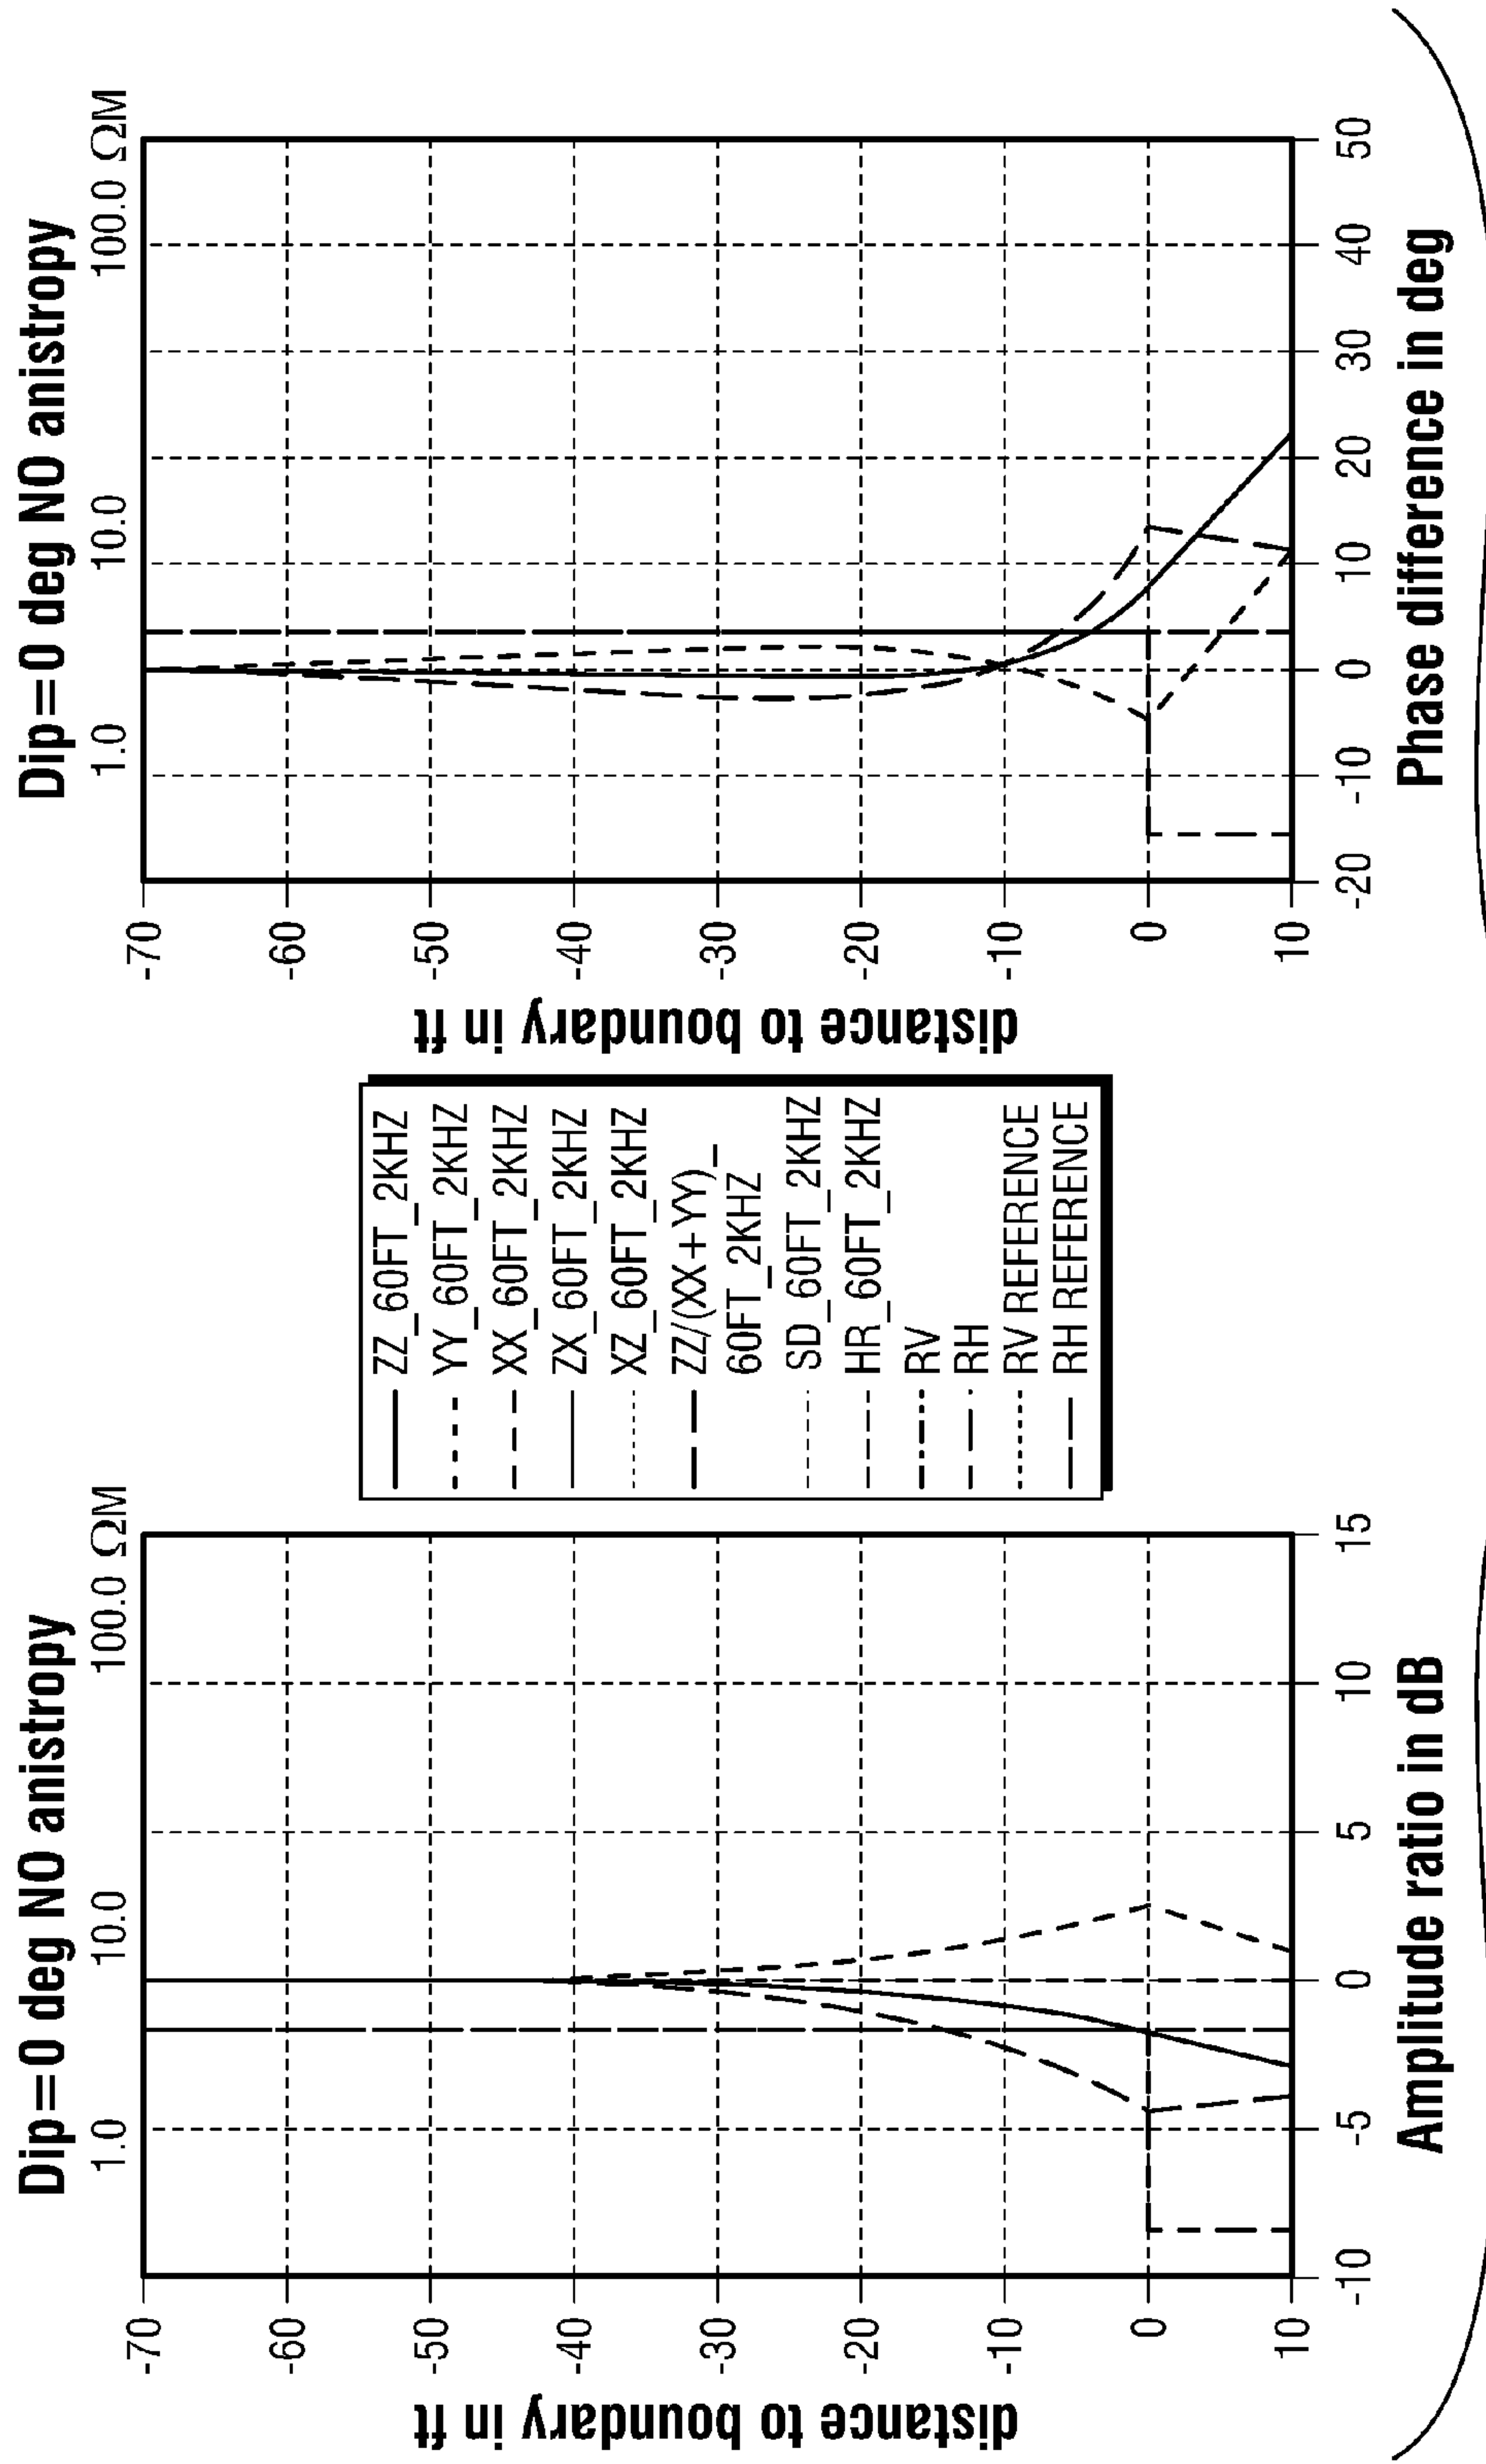 Dip=0 deg NO anistropy
1.0 10.0 100.0 ΩM
distance to boundary in ft
-70
-60
-50
-40
-30
-20
-10
0
10
-10 -5 0 5 10 15
Amplitude ratio in dB
ZZ_60FT_2KHZ
YY_60FT_2KHZ
XX_60FT_2KHZ
ZX_60FT_2KHZ
XZ_60FT_2KHZ
ZZ/(XX+YY)_
60FT_2KHZ
SD_60FT_2KHZ
HR_60FT_2KHZ
RV
RH
RV REFERENCE
RH REFERENCE
Dip=0 deg NO anistropy
1.0 10.0 100.0 ΩM
distance to boundary in ft
-70
-60
-50
-40
-30
-20
-10
0
10
-20 -10 0 10 20 30 40 50
Phase difference in deg